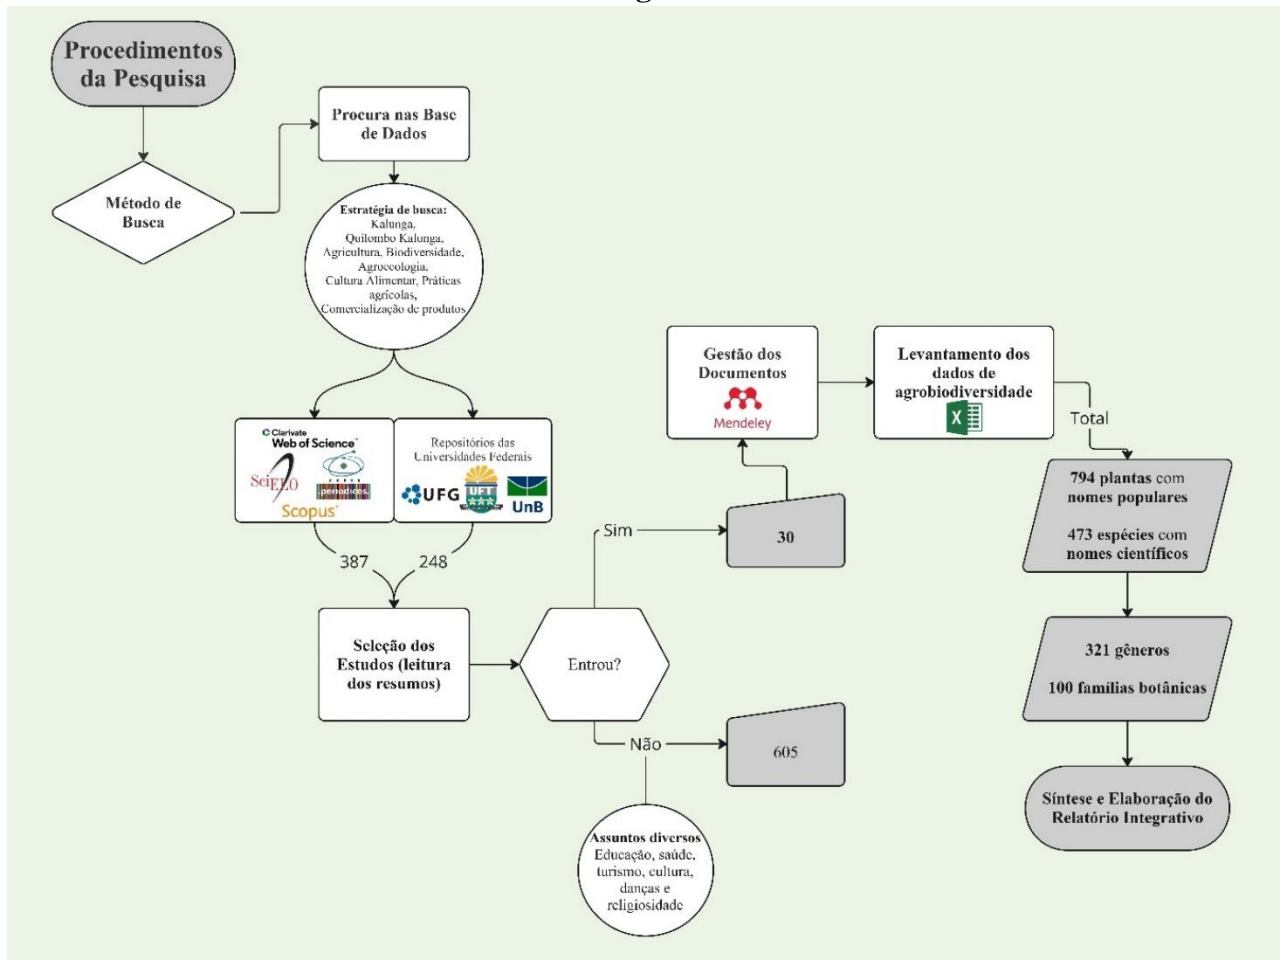 Procedimentos
da Pesquisa
Método de
Busca
Procura nas Base
de Dados
Estratégia de busca:
Kalunga,
Quilombo Kalunga,
Agricultura, Biodiversidade,
Agroecologia,
Cultura Alimentar, Práticas
agrícolas,
Comercialização de produtos
Clarivate
Web of Science™
SciELO
.periodicos.
Scopus®
Repositórios das
Universidades Federais
UFG
UFT
UnB
387
248
Seleção dos
Estudos (leitura
dos resumos)
Entrou?
Sim
30
Não
605
Assuntos diversos
Educação, saúde,
turismo, cultura,
danças e
religiosidade
Gestão dos
Documentos
Mendeley
Levantamento dos
dados de
agrobiodiversidade
X
Total
794 plantas com
nomes populares
473 espécies com
nomes científicos
321 gêneros
100 famílias botânicas
Síntese e Elaboração do
Relatório Integrativo